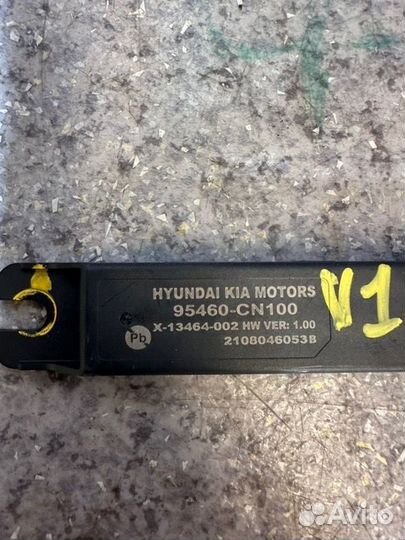 HYUNDAI KIA MOTORS
95460-CN100
X-13464-002 HW VER: 1.00
2108046053B
Pb
V1
Avito